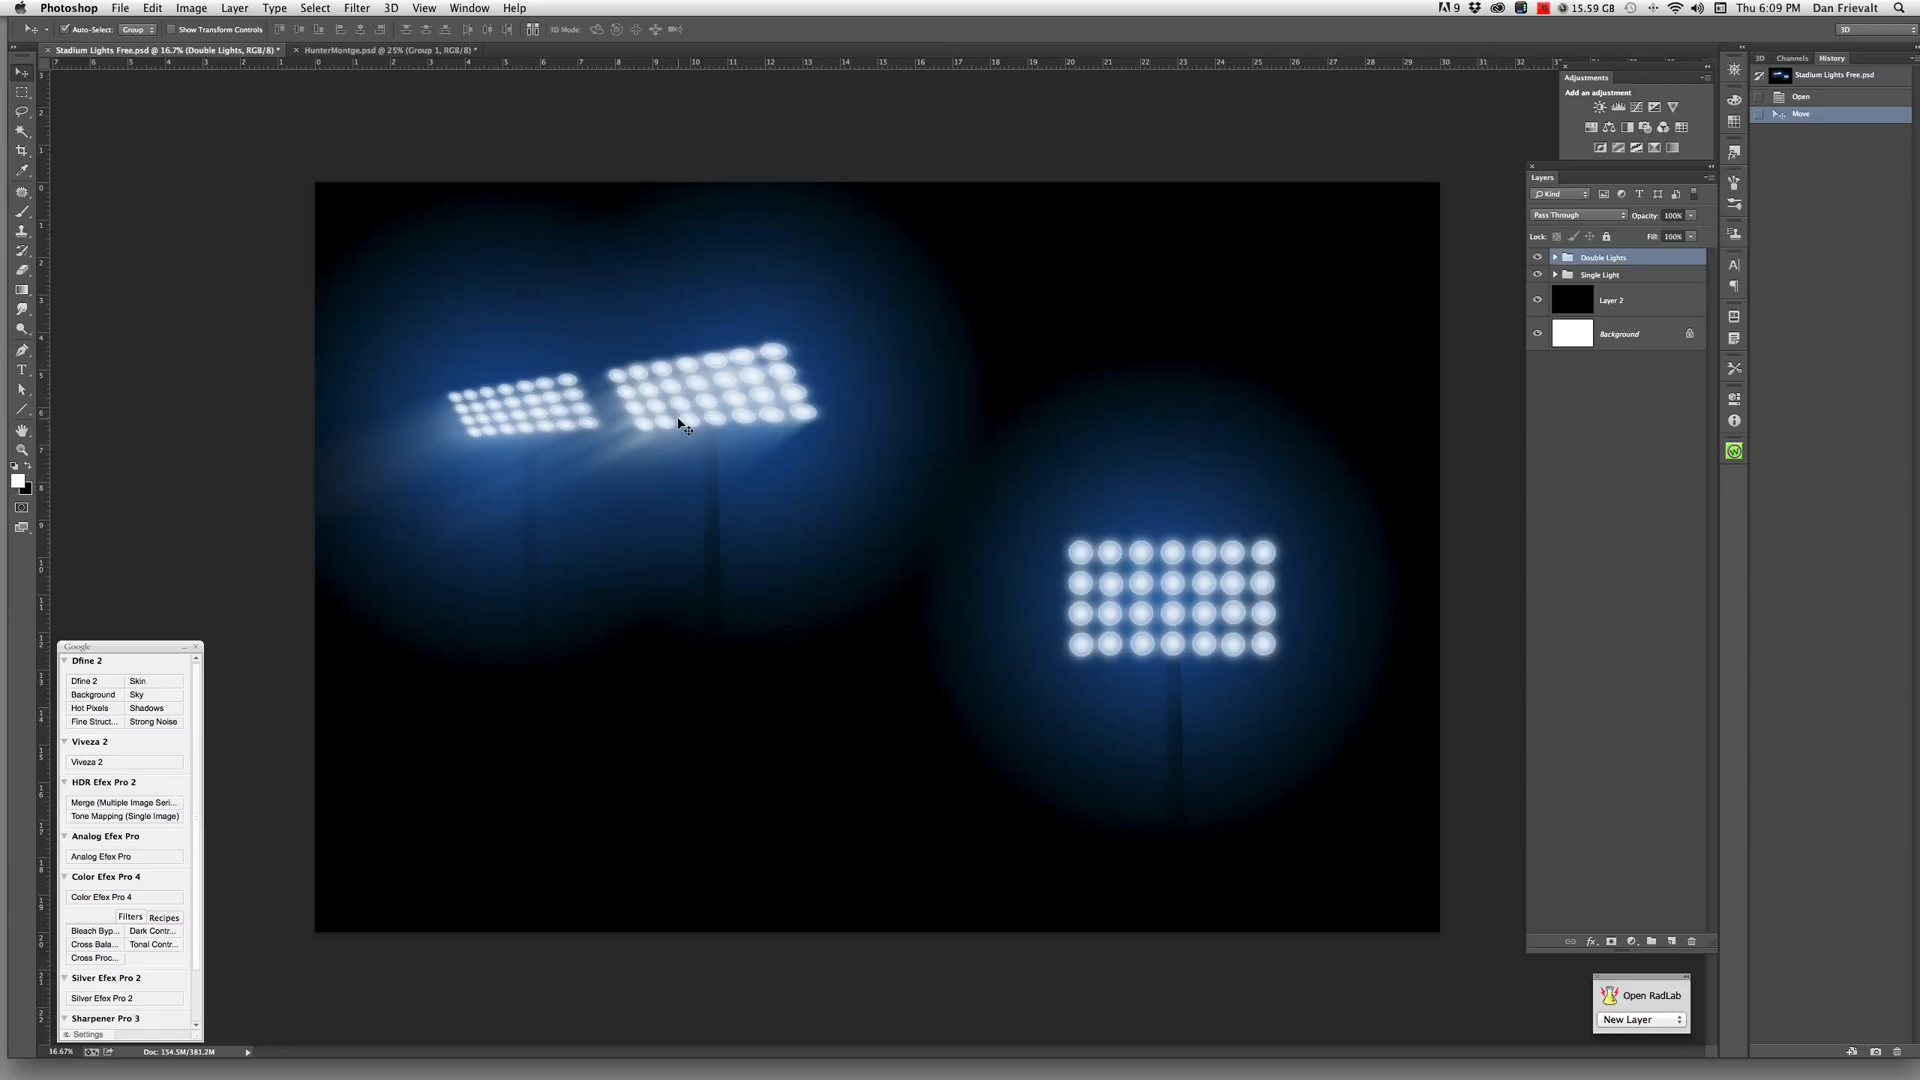 Photoshop File Edit Image Layer Type Select Filter 3D View Window Help 9 15.59 GB Thu 6:09 PM Dan Frievalt
Auto-Select: Group Show Transform Controls 3D Mode: 3D
Stadium Lights Free.psd @ 16.7% (Double Lights, RGB/8) * HunterMontge.psd @ 25% (Group 1, RGB/8) *
3D Channels History
Stadium Lights Free.psd
Open
Move
Adjustments
Add an adjustment
Layers
Kind
Pass Through Opacity: 100%
Lock: Fill: 100%
Double Lights
Single Light
Layer 2
Background
Google
Dfine 2
Dfine 2 Skin
Background Sky
Hot Pixels Shadows
Fine Struct... Strong Noise
Viveza 2
Viveza 2
HDR Efex Pro 2
Merge (Multiple Image Seri...
Tone Mapping (Single Image)
Analog Efex Pro
Analog Efex Pro
Color Efex Pro 4
Color Efex Pro 4
Filters Recipes
Bleach Byp... Dark Contr...
Cross Bala... Tonal Contr...
Cross Proc...
Silver Efex Pro 2
Silver Efex Pro 2
Sharpener Pro 3
Settings
Open RadLab
New Layer
16.67% Doc: 154.5M/381.2M